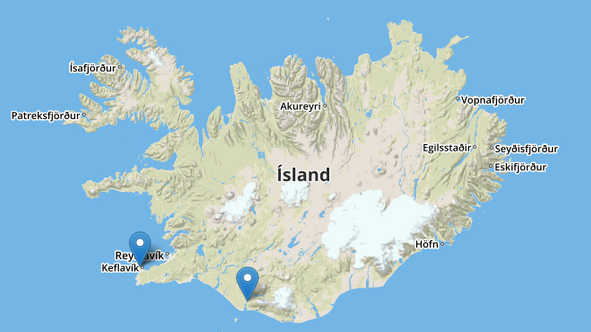 Ísafjörður
Patreksfjörður
Akureyri
Vopnafjörður
Egilsstaðir
Seyðisfjörður
Eskifjörður
Ísland
Höfn
Keflavík